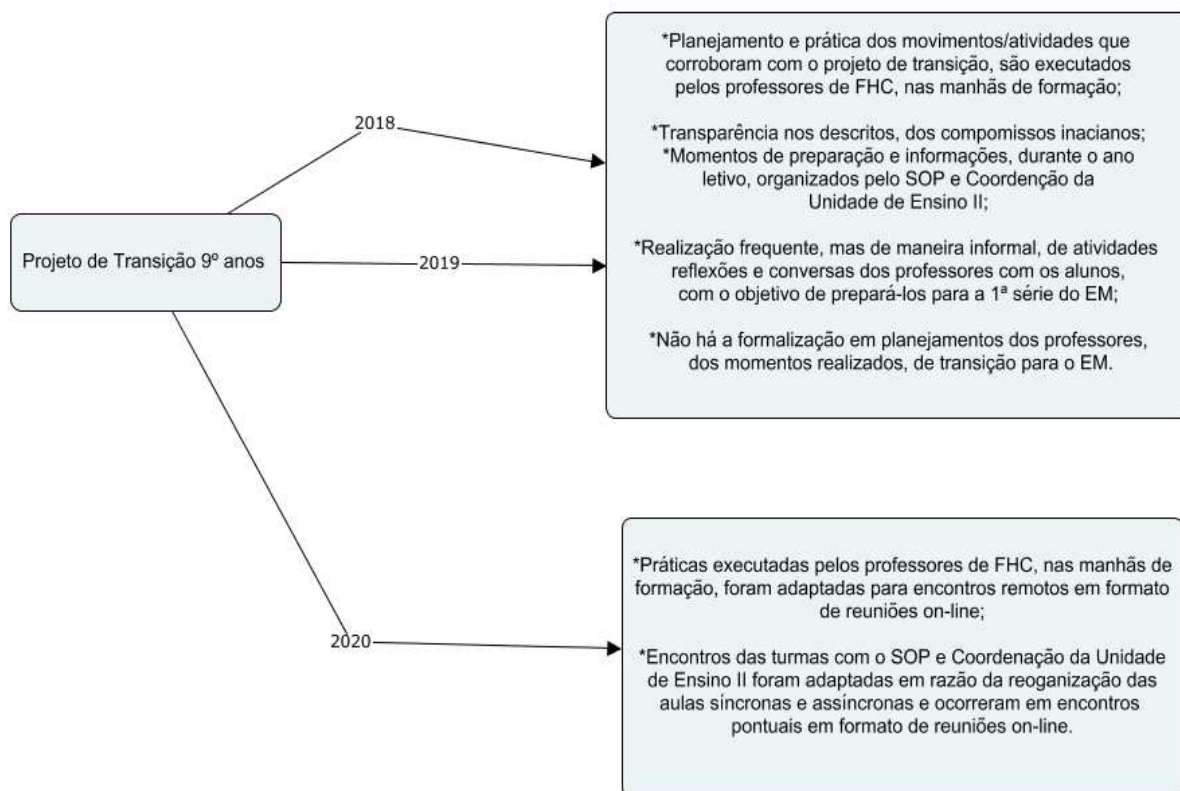 *Planejamento e prática dos movimentos/atividades que
corroboram com o projeto de transição, são executados
pelos professores de FHC, nas manhãs de formação;
*Transparência nos descritos, dos compomissos inacianos;
*Momentos de preparação e informações, durante o ano
letivo, organizados pelo SOP e Coordenção da
Unidade de Ensino II;
*Realização frequente, mas de maneira informal, de atividades
reflexões e conversas dos professores com os alunos,
com o objetivo de prepará-los para a 1ª série do EM;
*Não há a formalização em planejamentos dos professores,
dos momentos realizados, de transição para o EM.
2018
Projeto de Transição 9º anos
2019
2020
*Práticas executadas pelos professores de FHC, nas manhãs de
formação, foram adaptadas para encontros remotos em formato
de reuniões on-line;
*Encontros das turmas com o SOP e Coordenação da Unidade
de Ensino II foram adaptadas em razão da reoganização das
aulas síncronas e assíncronas e ocorreram em encontros
pontuais em formato de reuniões on-line.